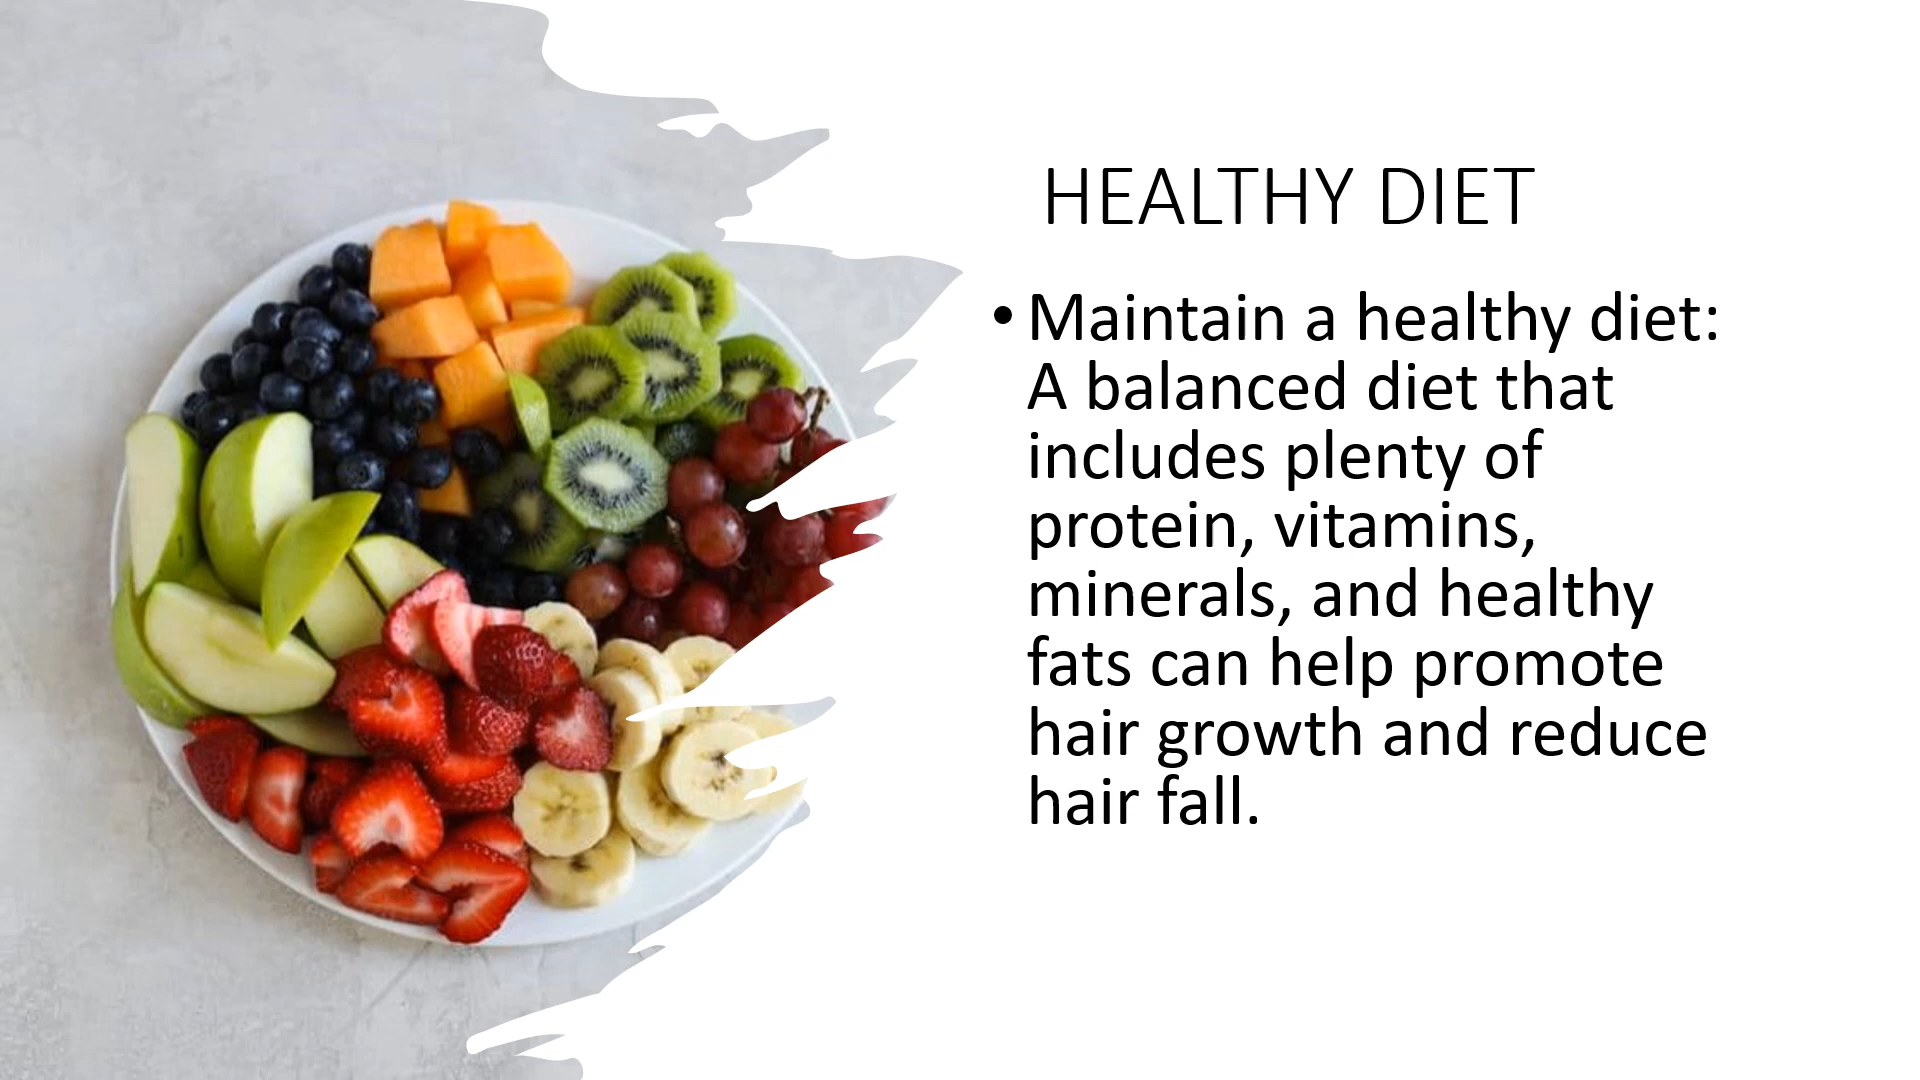 HEALTHY DIET
• Maintain a healthy diet:
A balanced diet that
includes plenty of
protein, vitamins,
minerals, and healthy
fats can help promote
hair growth and reduce
hair fall.